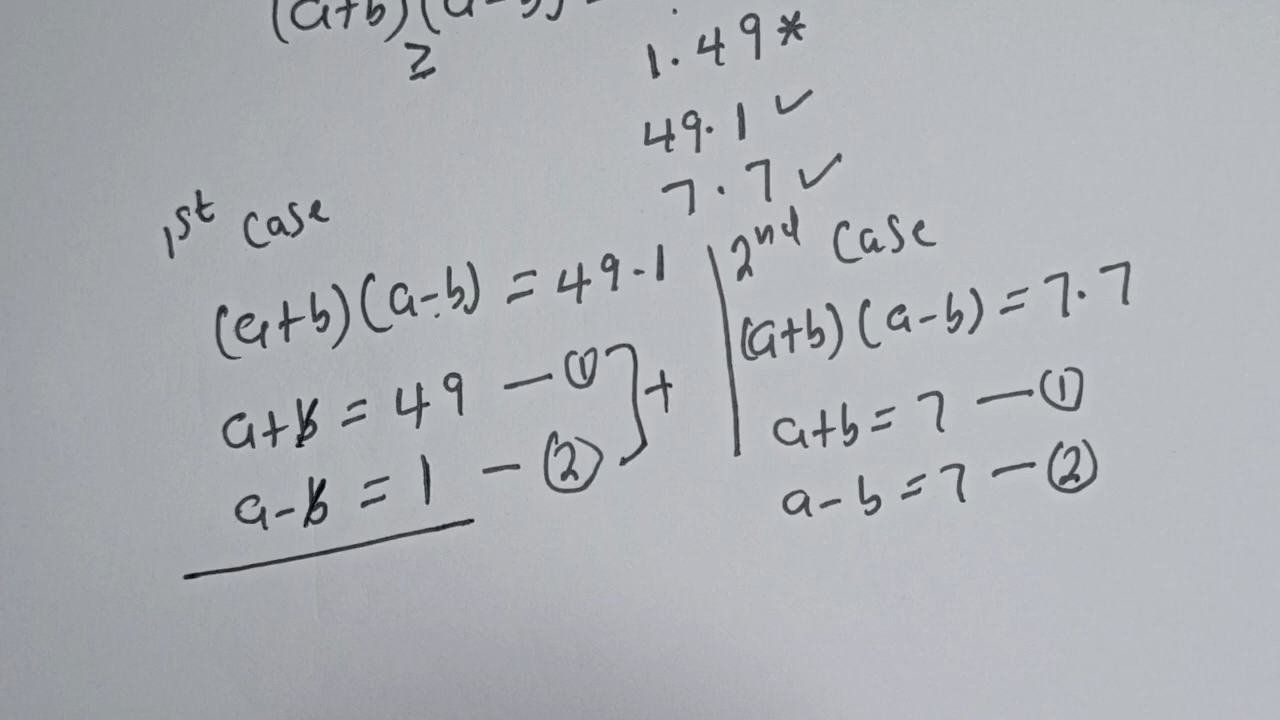 (a+b)(a-b)
2
1.49*
49.1 ✓
7.7 ✓
1st case
(a+b)(a-b) = 49.1
a+b = 49 — ①
+
a-b = 1 — ②
2nd case
(a+b)(a-b) = 7.7
a+b = 7 — ①
a-b = 7 — ②